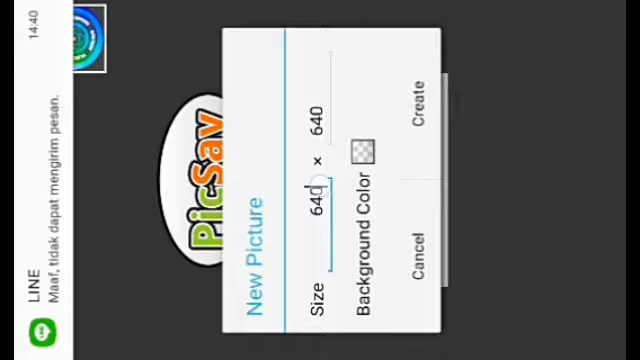 LINE
14:40
Maaf, tidak dapat mengirim pesan.
PicSay
New Picture
Size 640 × 640
Background Color
Cancel Create